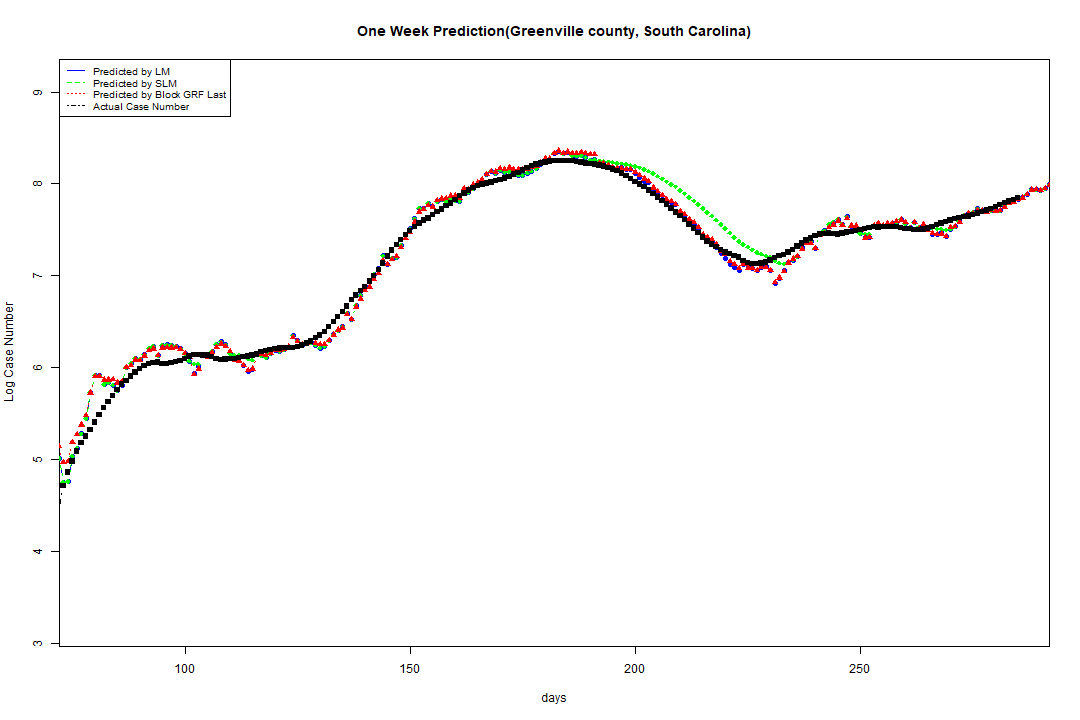 One Week Prediction(Greenville county, South Carolina)
Predicted by LM
Predicted by SLM
Predicted by Block GRF Last
Actual Case Number
9
8
7
6
5
4
3
Log Case Number
100 150 200 250
days